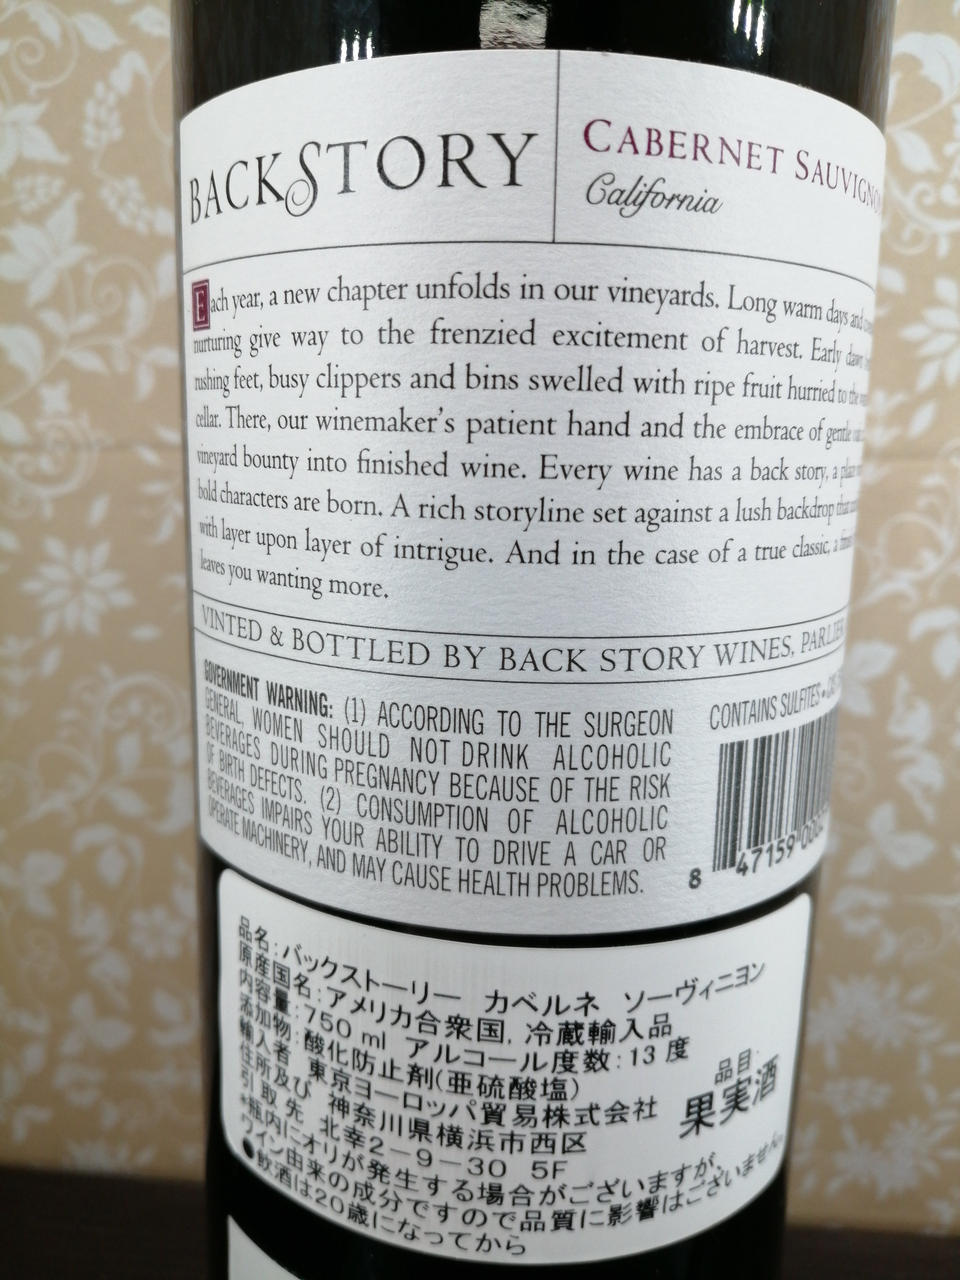 BACKSTORY
CABERNET SAUVIGNON
California
Each year, a new chapter unfolds in our vineyards. Long warm days and
nurturing give way to the frenzied excitement of harvest. Early dawn
rushing feet, busy clippers and bins swelled with ripe fruit hurried to the
cellar. There, our winemaker's patient hand and the embrace of gentle
vineyard bounty into finished wine. Every wine has a back story, a place
bold characters are born. A rich storyline set against a lush backdrop that
with layer upon layer of intrigue. And in the case of a true classic, a
leaves you wanting more.
VINTED & BOTTLED BY BACK STORY WINES, PARLIER
GOVERNMENT WARNING: (1) ACCORDING TO THE SURGEON
GENERAL, WOMEN SHOULD NOT DRINK ALCOHOLIC
BEVERAGES DURING PREGNANCY BECAUSE OF THE RISK
OF BIRTH DEFECTS. (2) CONSUMPTION OF ALCOHOLIC
BEVERAGES IMPAIRS YOUR ABILITY TO DRIVE A CAR OR
OPERATE MACHINERY, AND MAY CAUSE HEALTH PROBLEMS.
CONTAINS SULFITES •
8 47159 000
品名:バックストーリー カベルネ ソーヴィニヨン
原産国名:アメリカ合衆国, 冷蔵輸入品
内容量:750 ml アルコール度数:13 度
添加物:酸化防止剤(亜硫酸塩)
輸入者 東京ヨーロッパ貿易株式会社
住所及び 神奈川県横浜市西区
引取先 北幸2-9-30 5F
品目:
果実酒
*瓶内にオリが発生する場合がございますが、
ワイン由来の成分ですので品質に影響はございません。
●飲酒は20歳になってから